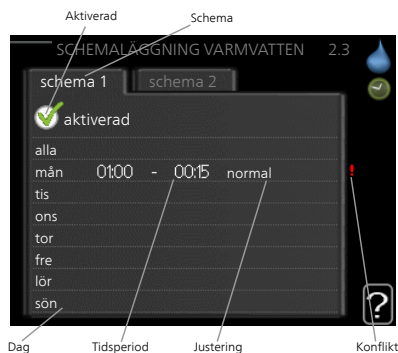 Aktiverad Schema
SCHEMALÄGGNING VARMVATTEN 2.3
schema 1 schema 2
aktiverad
alla
mån 01:00 - 00:15 normal !
tis
ons
tor
fre
lör
sön ?
Dag Tidsperiod Justering Konflikt